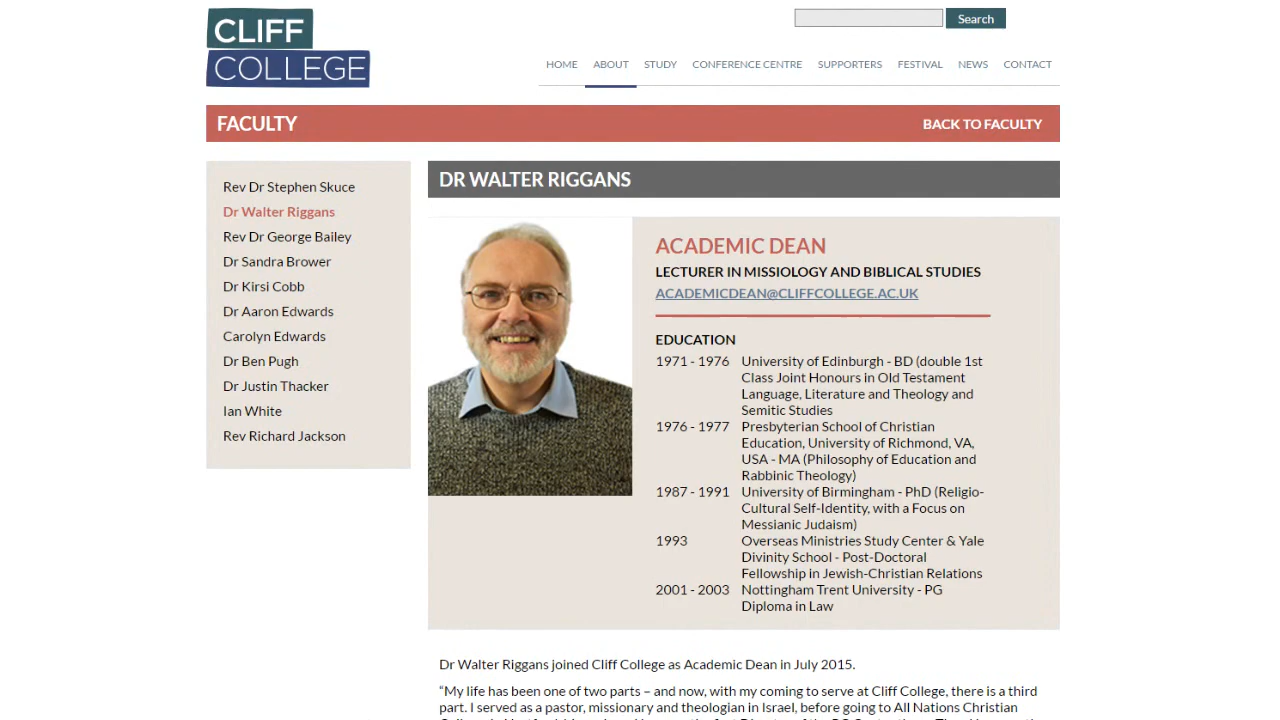 CLIFF
COLLEGE
Search
HOME ABOUT STUDY CONFERENCE CENTRE SUPPORTERS FESTIVAL NEWS CONTACT
FACULTY
BACK TO FACULTY
Rev Dr Stephen Skuce
Dr Walter Riggans
Rev Dr George Bailey
Dr Sandra Brower
Dr Kirsi Cobb
Dr Aaron Edwards
Carolyn Edwards
Dr Ben Pugh
Dr Justin Thacker
Ian White
Rev Richard Jackson
DR WALTER RIGGANS
ACADEMIC DEAN
LECTURER IN MISSIOLOGY AND BIBLICAL STUDIES
ACADEMICDEAN@CLIFFCOLLEGE.AC.UK
EDUCATION
1971 - 1976 University of Edinburgh - BD (double 1st
Class Joint Honours in Old Testament
Language, Literature and Theology and
Semitic Studies
1976 - 1977 Presbyterian School of Christian
Education, University of Richmond, VA,
USA - MA (Philosophy of Education and
Rabbinic Theology)
1987 - 1991 University of Birmingham - PhD (Religio-
Cultural Self-Identity, with a Focus on
Messianic Judaism)
1993 Overseas Ministries Study Center & Yale
Divinity School - Post-Doctoral
Fellowship in Jewish-Christian Relations
2001 - 2003 Nottingham Trent University - PG
Diploma in Law
Dr Walter Riggans joined Cliff College as Academic Dean in July 2015.
“My life has been one of two parts – and now, with my coming to serve at Cliff College, there is a third
part. I served as a pastor, missionary and theologian in Israel, before going to All Nations Christian